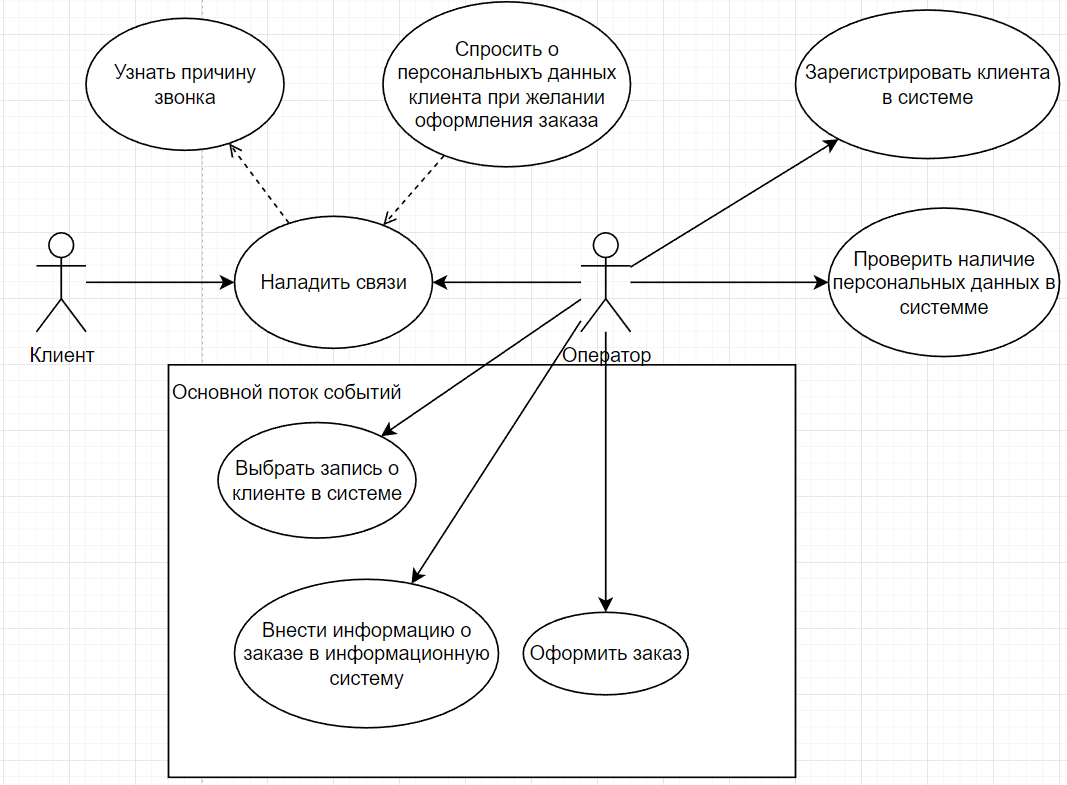 Узнать причину
звонка
Спросить о
персональныхъ данных
клиента при желании
оформления заказа
Зарегистрировать клиента
в системе
Наладить связи
Проверить наличие
персональных данных в
системме
Клиент
Оператор
Основной поток событий
Выбрать запись о
клиенте в системе
Внести информацию о
заказе в информационную
систему
Оформить заказ